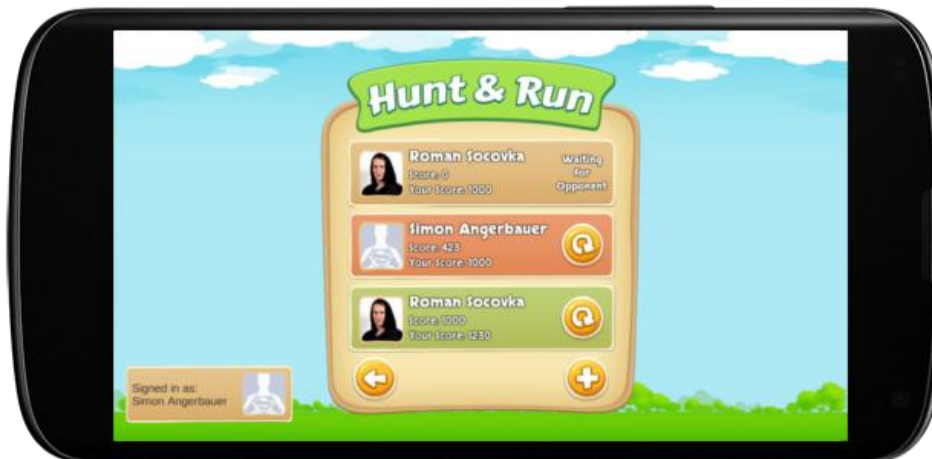 Hunt & Run
Roman Socovka
Score: 0
Your Score: 1000
Waiting
for
Opponent
Simon Angerbauer
Score: 423
Your Score: 1000
Roman Socovka
Score: 1000
Your Score: 1230
Signed in as:
Simon Angerbauer